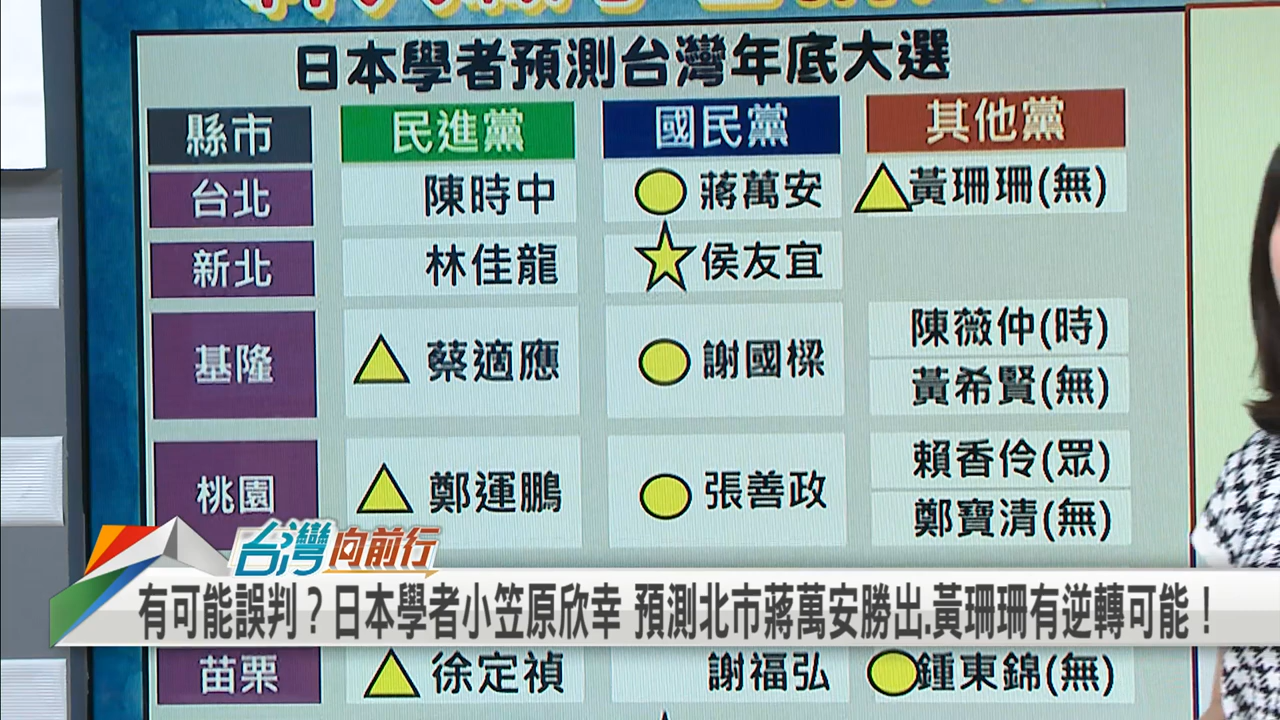 日本學者預測台灣年底大選
縣市 民進黨 國民黨 其他黨
台北 陳時中 蔣萬安 黃珊珊(無)
新北 林佳龍 侯友宜
基隆 蔡適應 謝國樑 陳薇仲(時)
黃希賢(無)
桃園 鄭運鵬 張善政 賴香伶(眾)
鄭寶清(無)
台灣向前行
有可能誤判？日本學者小笠原欣幸 預測北市蔣萬安勝出.黃珊珊有逆轉可能！
苗栗 徐定禎 謝福弘 鍾東錦(無)